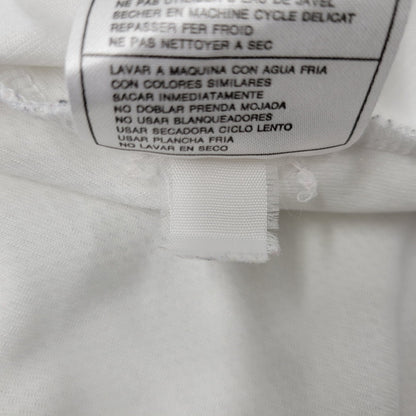 NE PAS UTILISER D'EAU DE JAVEL
SECHER EN MACHINE CYCLE DELICAT
REPASSER FER FROID
NE PAS NETTOYER A SEC
LAVAR A MAQUINA CON AGUA FRIA
CON COLORES SIMILARES
SACAR INMEDIATAMENTE
NO DOBLAR PRENDA MOJADA
NO USAR BLANQUEADORES
USAR SECADORA CICLO LENTO
USAR PLANCHA FRIA
NO LAVAR EN SECO